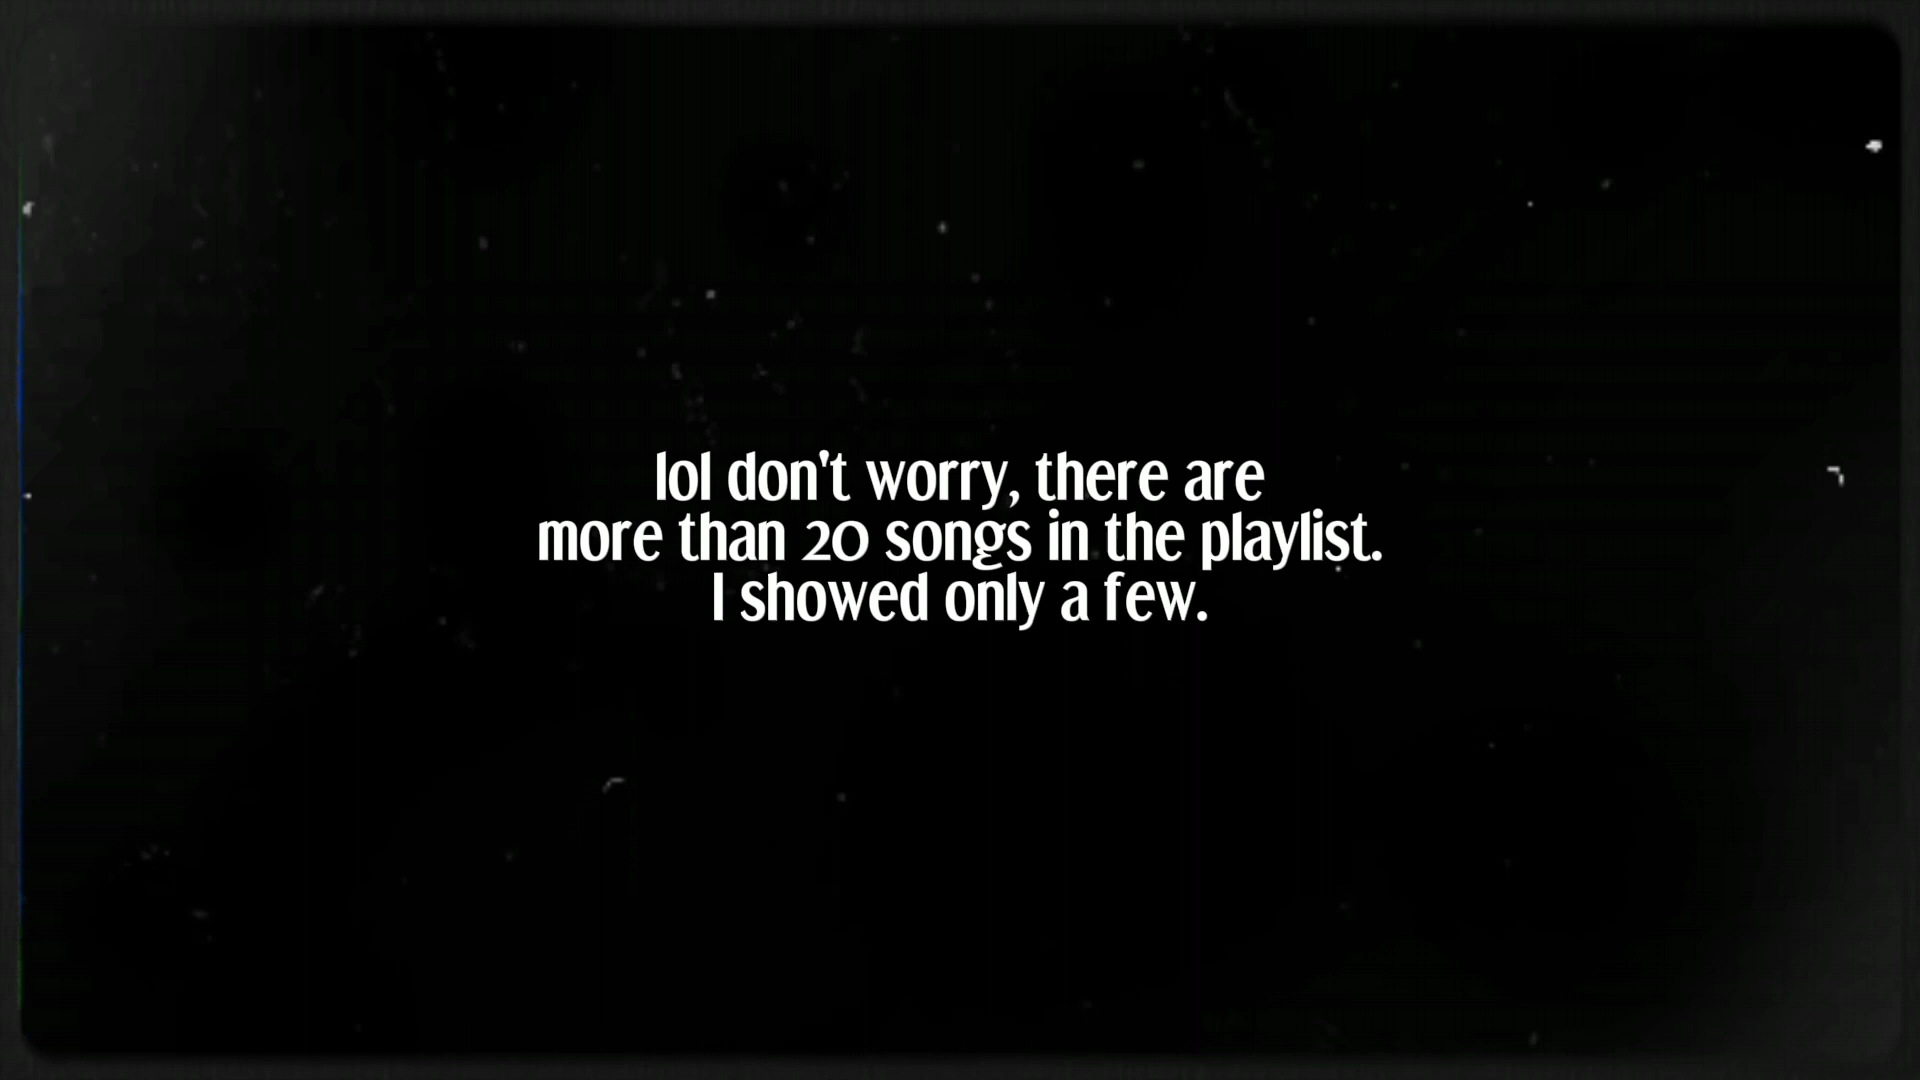 lol don't worry, there are
more than 20 songs in the playlist.
I showed only a few.